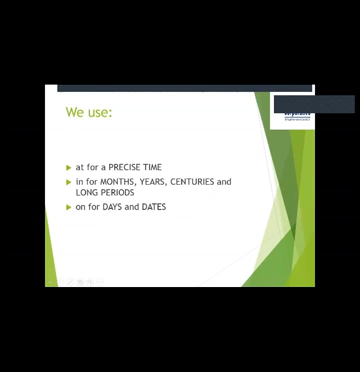 We use:
at for a PRECISE TIME
in for MONTHS, YEARS, CENTURIES and
LONG PERIODS
on for DAYS and DATES